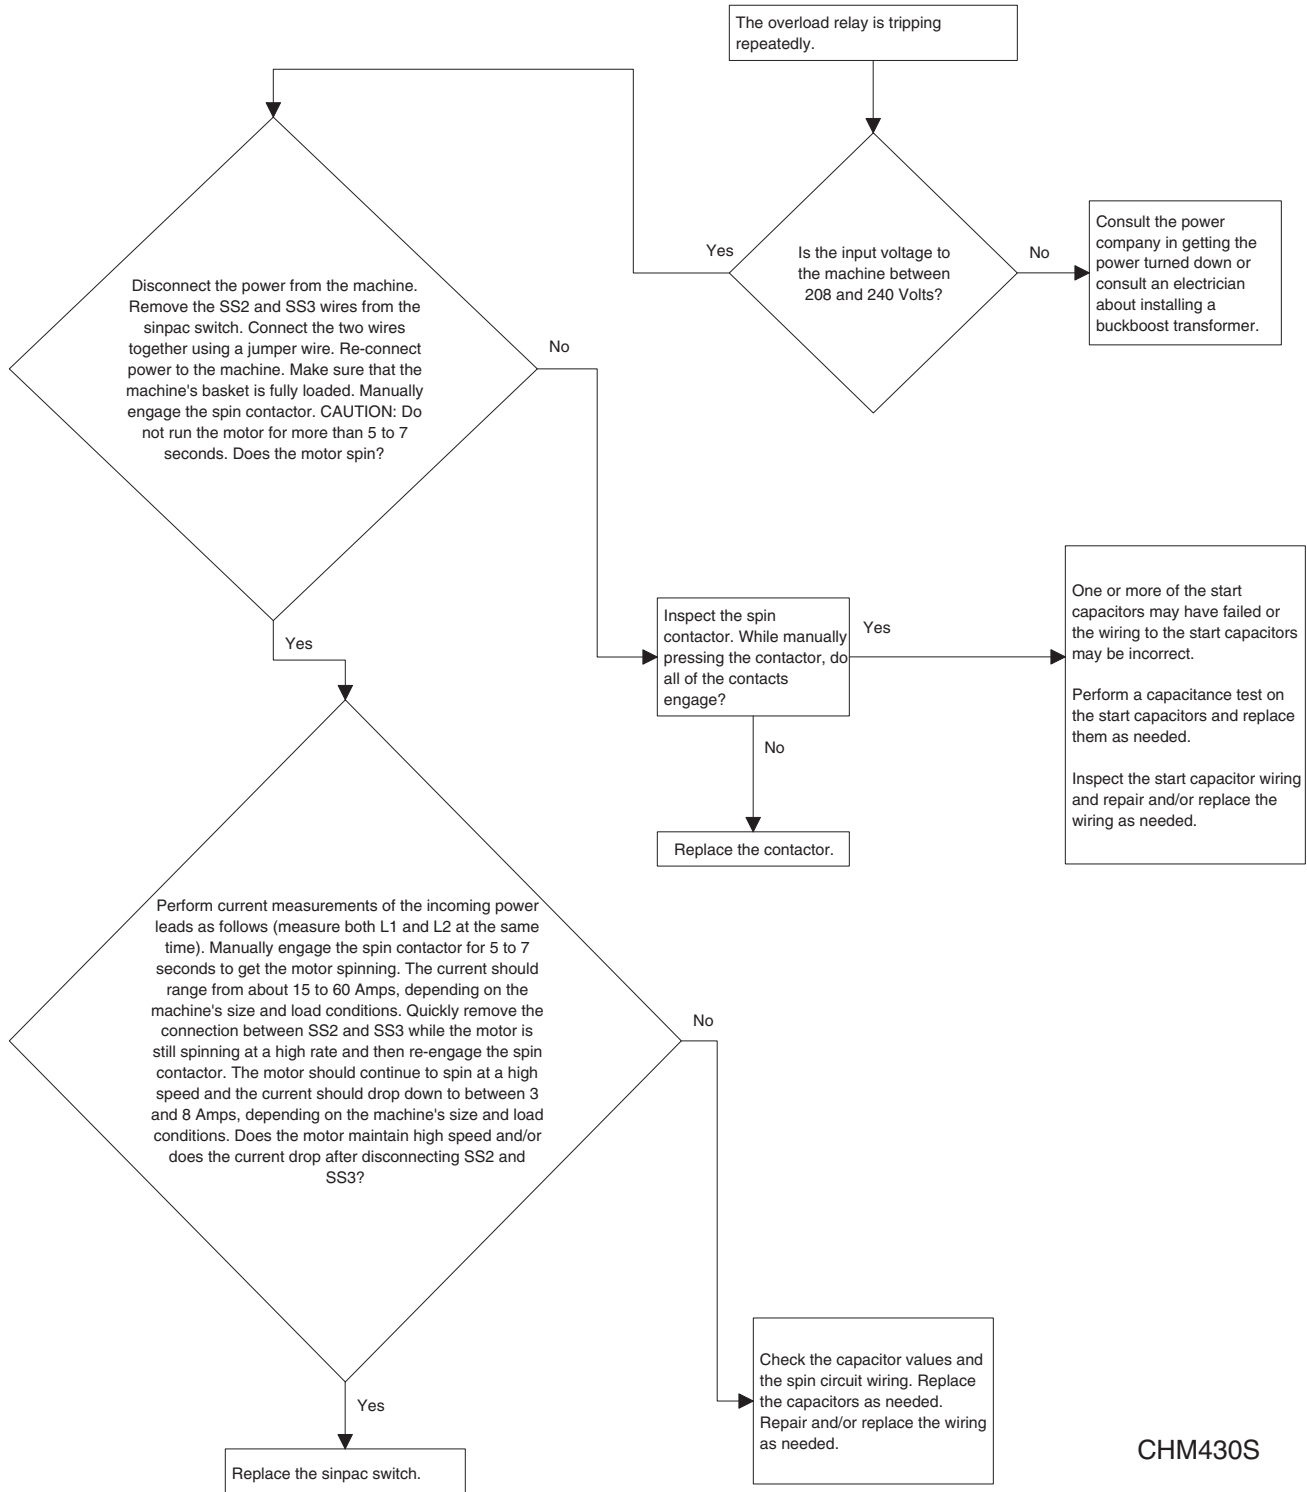 The overload relay is tripping
repeatedly.
Is the input voltage to
the machine between
208 and 240 Volts?
Yes
No
Consult the power
company in getting the
power turned down or
consult an electrician
about installing a
buckboost transformer.
Disconnect the power from the machine.
Remove the SS2 and SS3 wires from the
sinpac switch. Connect the two wires
together using a jumper wire. Re-connect
power to the machine. Make sure that the
machine's basket is fully loaded. Manually
engage the spin contactor. CAUTION: Do
not run the motor for more than 5 to 7
seconds. Does the motor spin?
No
Yes
Inspect the spin
contactor. While manually
pressing the contactor, do
all of the contacts
engage?
Yes
No
One or more of the start
capacitors may have failed or
the wiring to the start capacitors
may be incorrect.
Perform a capacitance test on
the start capacitors and replace
them as needed.
Inspect the start capacitor wiring
and repair and/or replace the
wiring as needed.
Replace the contactor.
Perform current measurements of the incoming power
leads as follows (measure both L1 and L2 at the same
time). Manually engage the spin contactor for 5 to 7
seconds to get the motor spinning. The current should
range from about 15 to 60 Amps, depending on the
machine's size and load conditions. Quickly remove the
connection between SS2 and SS3 while the motor is
still spinning at a high rate and then re-engage the spin
contactor. The motor should continue to spin at a high
speed and the current should drop down to between 3
and 8 Amps, depending on the machine's size and load
conditions. Does the motor maintain high speed and/or
does the current drop after disconnecting SS2 and
SS3?
No
Yes
Check the capacitor values and
the spin circuit wiring. Replace
the capacitors as needed.
Repair and/or replace the wiring
as needed.
Replace the sinpac switch.
CHM430S